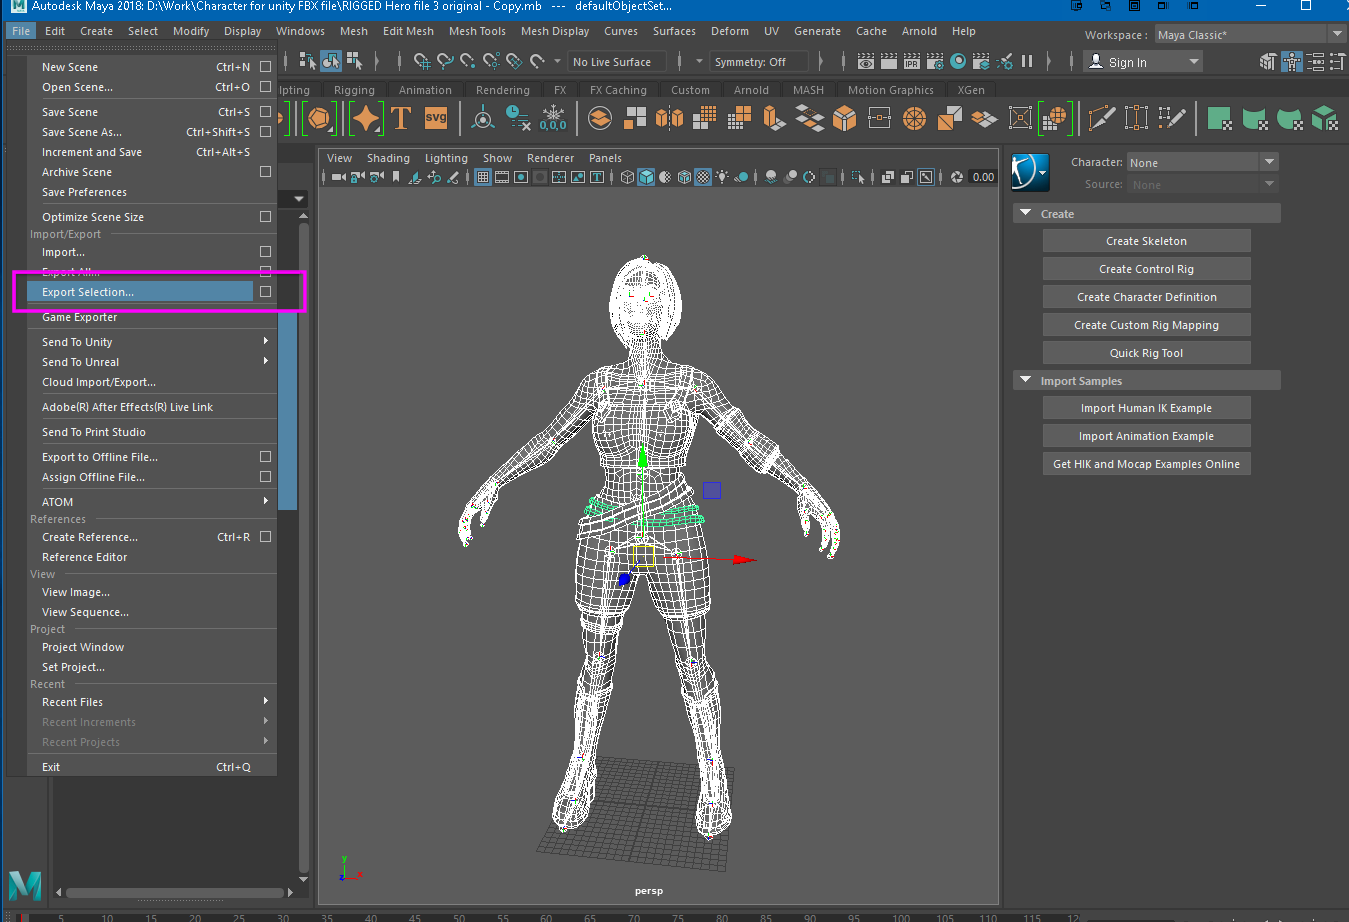 Autodesk Maya 2018: D:\Work\Character for unity FBX file\RIGGED Hero file 3 original - Copy.mb   ---   defaultObjectSet...
File Edit Create Select Modify Display Windows Mesh Edit Mesh Mesh Tools Mesh Display Curves Surfaces Deform UV Generate Cache Arnold Help Workspace : Maya Classic*
No Live Surface Symmetry: Off IPR Sign In
lpting Rigging Animation Rendering FX FX Caching Custom Arnold MASH Motion Graphics XGen
T SVG 0,0,0
New Scene Ctrl+N
Open Scene... Ctrl+O
Save Scene Ctrl+S
Save Scene As... Ctrl+Shift+S
Increment and Save Ctrl+Alt+S
Archive Scene
Save Preferences
Optimize Scene Size
Import/Export
Import...
Export All...
Export Selection...
Game Exporter
Send To Unity
Send To Unreal
Cloud Import/Export...
Adobe(R) After Effects(R) Live Link
Send To Print Studio
Export to Offline File...
Assign Offline File...
ATOM
References
Create Reference... Ctrl+R
Reference Editor
View
View Image...
View Sequence...
Project
Project Window
Set Project...
Recent
Recent Files
Recent Increments
Recent Projects
Exit Ctrl+Q
View Shading Lighting Show Renderer Panels
0.00
y
x
z
persp
Character: None
Source: None
Create
Create Skeleton
Create Control Rig
Create Character Definition
Create Custom Rig Mapping
Quick Rig Tool
Import Samples
Import Human IK Example
Import Animation Example
Get HIK and Mocap Examples Online
M
5 10 15 20 25 30 35 40 45 50 55 60 65 70 75 80 85 90 95 100 105 110 115 12